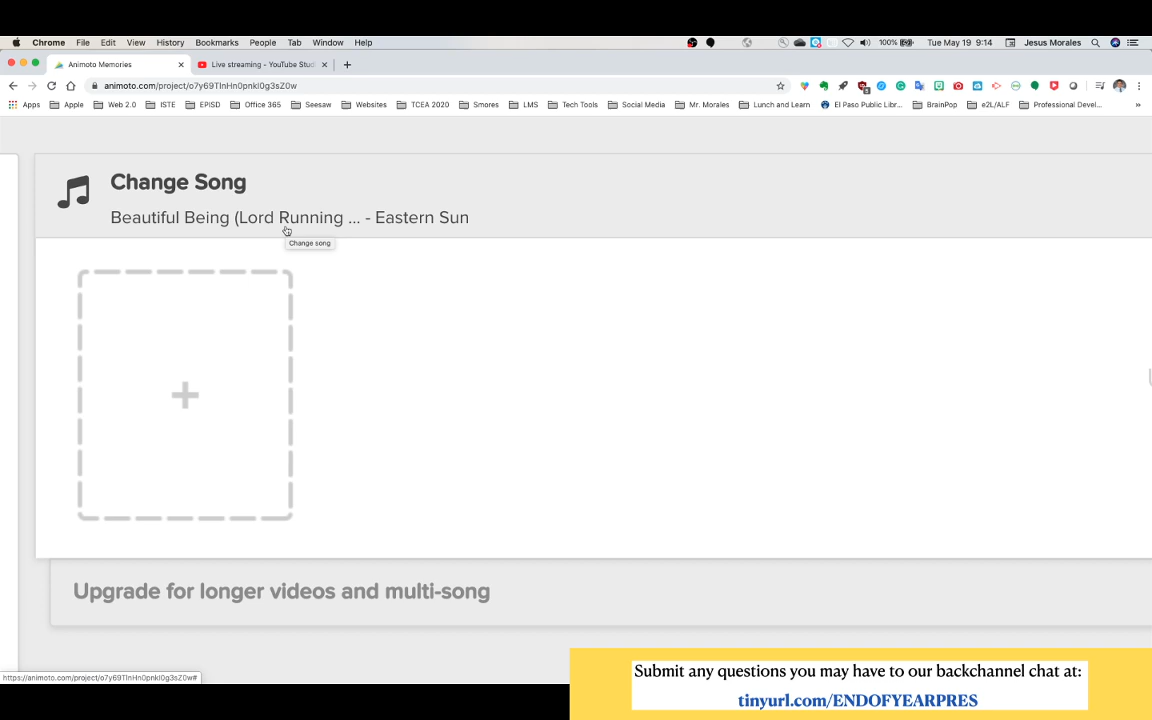 Chrome File Edit View History Bookmarks People Tab Window Help 100% Tue May 19 9:14 Jesus Morales
Animoto Memories Live streaming - YouTube Stud
animoto.com/project/o7y69TlnHn0pnkl0g3sZ0w
Apps Apple Web 2.0 ISTE EPISD Office 365 Seesaw Websites TCEA 2020 Smores LMS Tech Tools Social Media Mr. Morales Lunch and Learn El Paso Public Libr... BrainPop e2L/ALF Professional Devel... »
Change Song
Beautiful Being (Lord Running ... - Eastern Sun
Change song
Upgrade for longer videos and multi-song
https://animoto.com/project/o7y69TlnHn0pnkl0g3sZ0w#
Submit any questions you may have to our backchannel chat at:
tinyurl.com/ENDOFYEARPRES